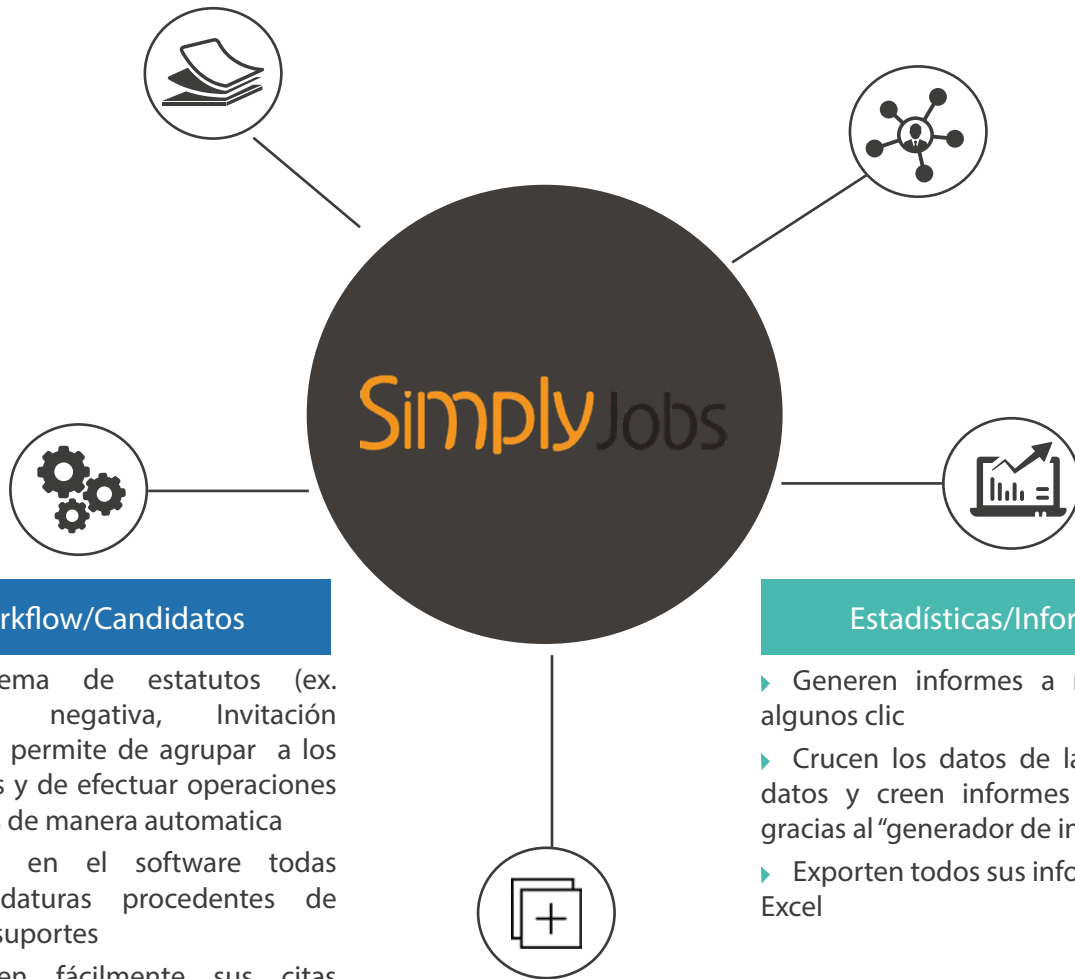 SimplyJobs
rkflow/Candidatos
ema de estatutos (ex.
negativa, Invitación
permite de agrupar a los
s y de efectuar operaciones
s de manera automatica
en el software todas
daturas procedentes de
suportes
en fácilmente sus citas
Estadísticas/Infor
Generen informes a
algunos clic
Crucen los datos de la
datos y creen informes
gracias al “generador de in
Exporten todos sus info
Excel